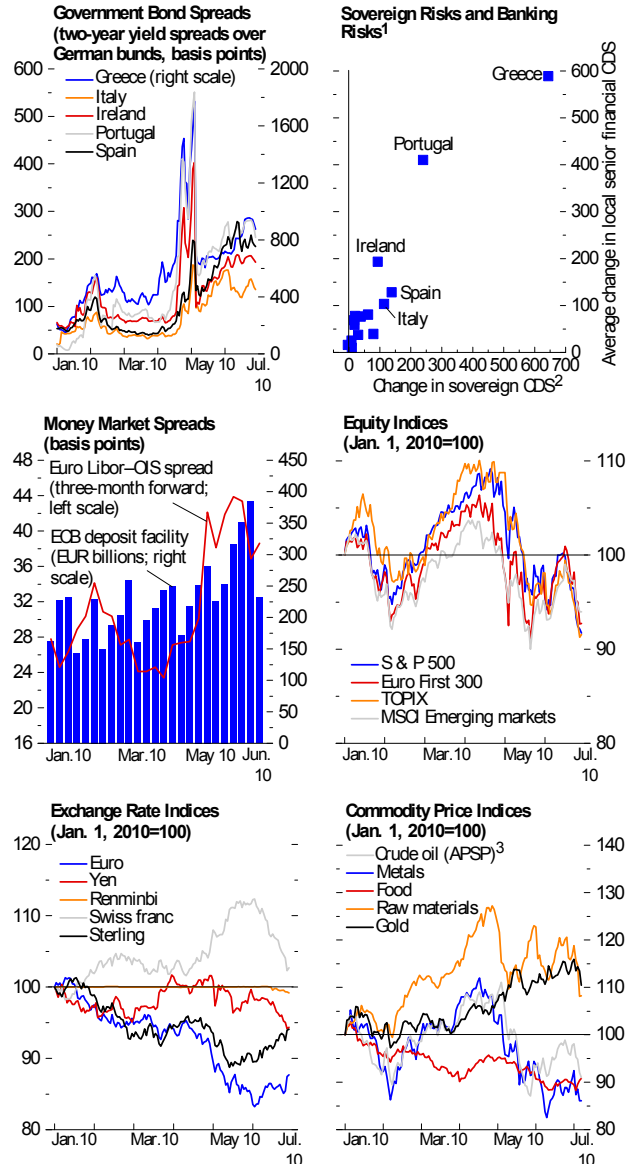 Government Bond Spreads
(two-year yield spreads over
German bunds, basis points)
2000
600
Greece (right scale)
Italy
Ireland
Portugal
Spain
500
400
300
200
100
0
1600
1200
800
400
0
Jan. 10
Mar. 10
May 10
Jul.
10
Sovereign Risks and Banking
Risks1
Greece
Portugal
Ireland
Spain
Italy
600
500
400
300
200
100
0
Average change in local senior financial CDS
0 100 200 300 400 500 600 700
Change in sovereign CDS2
Money Market Spreads
(basis points)
48
44
40
36
32
28
24
20
16
Euro Libor–OIS spread
(three-month forward;
left scale)
ECB deposit facility
(EUR billions; right
scale)
450
400
350
300
250
200
150
100
50
0
Jan. 10
Mar. 10
May 10
Jun.
10
Equity Indices
(Jan. 1, 2010=100)
110
100
90
80
S & P 500
Euro First 300
TOPIX
MSCI Emerging markets
Jan. 10
Mar. 10
May 10
Jul.
10
Exchange Rate Indices
(Jan. 1, 2010=100)
120
110
100
90
80
Euro
Yen
Renminbi
Swiss franc
Sterling
Jan. 10
Mar. 10
May 10
Jul.
10
Commodity Price Indices
(Jan. 1, 2010=100)
Crude oil (APSP)3
Metals
Food
Raw materials
Gold
140
130
120
110
100
90
80
Jan. 10
Mar. 10
May 10
Jul.
10